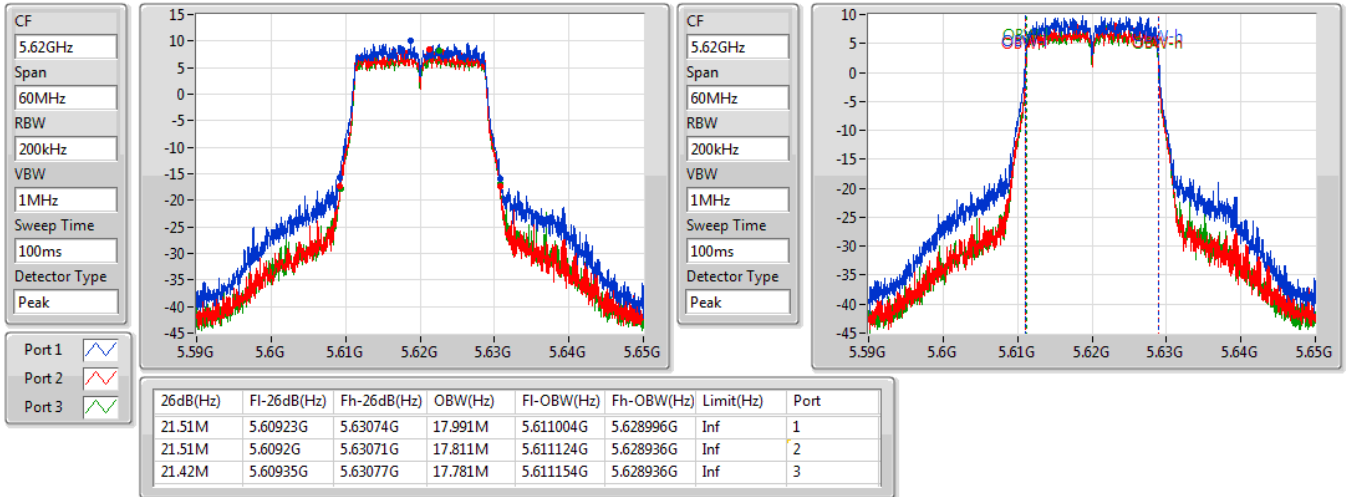 CF
5.62GHz
Span
60MHz
RBW
200kHz
VBW
1MHz
Sweep Time
100ms
Detector Type
Peak
15
10
5
0
-5
-10
-15
-20
-25
-30
-35
-40
-45
5.59G 5.6G 5.61G 5.62G 5.63G 5.64G 5.65G
CF
5.62GHz
Span
60MHz
RBW
200kHz
VBW
1MHz
Sweep Time
100ms
Detector Type
Peak
10
5
0
-5
-10
-15
-20
-25
-30
-35
-40
-45
5.59G 5.6G 5.61G 5.62G 5.63G 5.64G 5.65G
OBW-h
Port 1
Port 2
Port 3
26dB(Hz) Fl-26dB(Hz) Fh-26dB(Hz) OBW(Hz) Fl-OBW(Hz) Fh-OBW(Hz) Limit(Hz) Port
21.51M 5.60923G 5.63074G 17.991M 5.611004G 5.628996G Inf 1
21.51M 5.6092G 5.63071G 17.811M 5.611124G 5.628936G Inf 2
21.42M 5.60935G 5.63077G 17.781M 5.611154G 5.628936G Inf 3